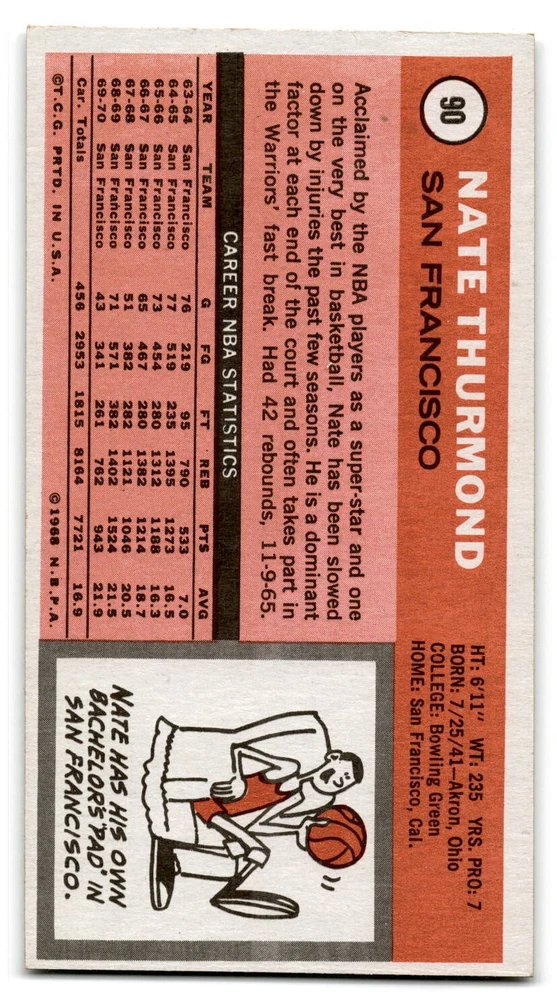 90
NATE THURMOND
SAN FRANCISCO
HT: 6'11" WT: 235 YRS. PRO: 7
BORN: 7/25/41—Akron, Ohio
COLLEGE: Bowling Green
HOME: San Francisco, Cal.
Acclaimed by the NBA players as a super-star and one
on the very best in basketball, Nate has been slowed
down by injuries the past few seasons. He is a dominant
factor at each end of the court and often takes part in
the Warriors' fast break. Had 42 rebounds, 11-9-65.
CAREER NBA STATISTICS
YEAR TEAM G FG FT REB PTS AVG
63-64 San Francisco 76 219 95 790 533 7.0
64-65 San Francisco 77 519 235 1395 1273 16.5
65-66 San Francisco 73 454 280 1312 1188 16.3
66-67 San Francisco 65 467 280 1382 1214 18.7
67-68 San Francisco 51 382 282 1121 1046 20.5
68-69 San Francisco 71 571 382 1402 1524 21.5
69-70 San Francisco 43 341 261 762 943 21.9
Car. Totals 456 2953 1815 8164 7721 16.9
©T.C.G. PRTD. IN U.S.A. ©1968 N.B.P.A.
NATE HAS HIS OWN
BACHELOR'S "PAD" IN
SAN FRANCISCO.